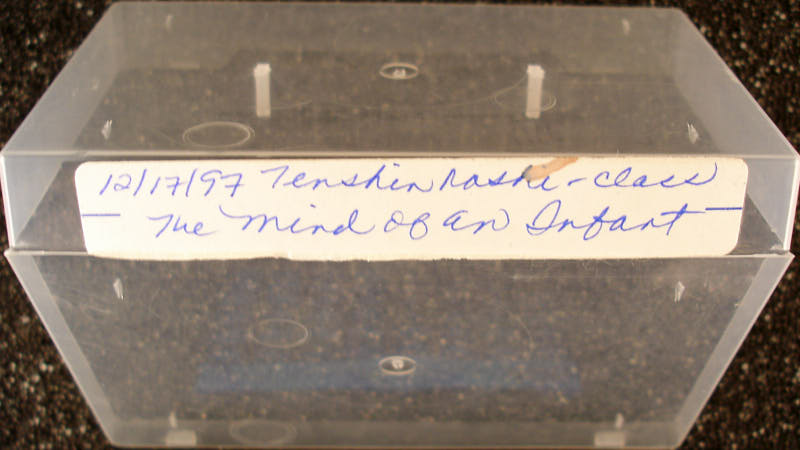 12/17/97 Tenshin Roshi - class
The Mind Of An Infant